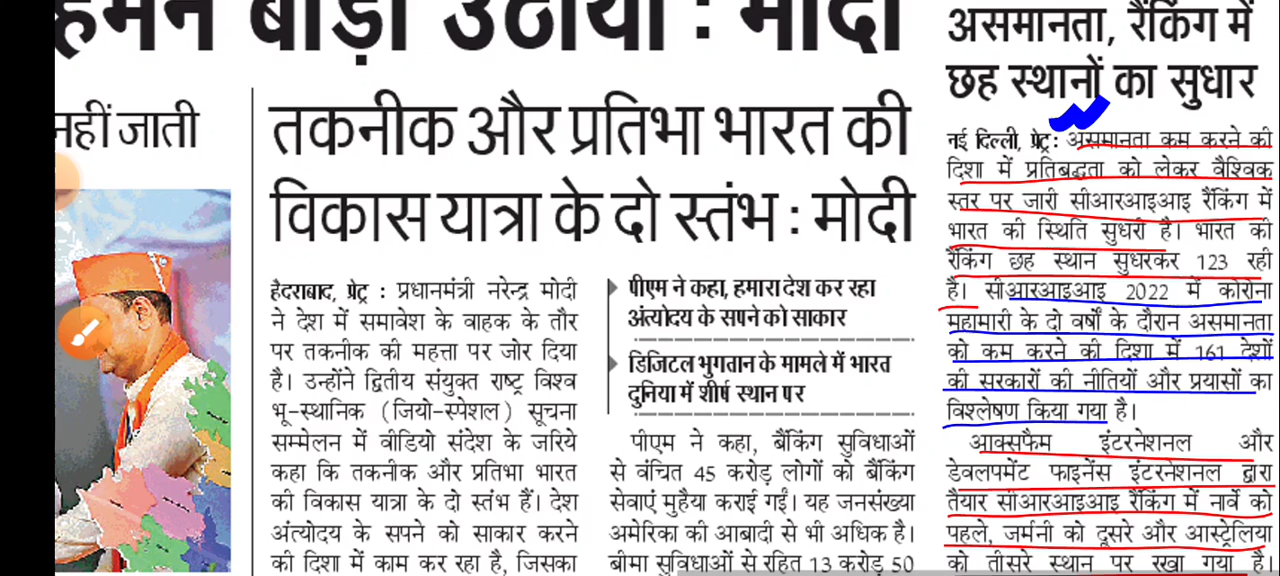 हमने बीड़ा उठाया : मोदी
नहीं जाती
तकनीक और प्रतिभा भारत की
विकास यात्रा के दो स्तंभ : मोदी
हैदराबाद, प्रेट्र : प्रधानमंत्री नरेन्द्र मोदी
ने देश में समावेश के वाहक के तौर
पर तकनीक की महत्ता पर जोर दिया
है। उन्होंने द्वितीय संयुक्त राष्ट्र विश्व
भू-स्थानिक (जियो-स्पेशल) सूचना
सम्मेलन में वीडियो संदेश के जरिये
कहा कि तकनीक और प्रतिभा भारत
की विकास यात्रा के दो स्तंभ हैं। देश
अंत्योदय के सपने को साकार करने
की दिशा में काम कर रहा है, जिसका
पीएम ने कहा, हमारा देश कर रहा
अंत्योदय के सपने को साकार
डिजिटल भुगतान के मामले में भारत
दुनिया में शीर्ष स्थान पर
पीएम ने कहा, बैंकिंग सुविधाओं
से वंचित 45 करोड़ लोगों को बैंकिंग
सेवाएं मुहैया कराई गईं। यह जनसंख्या
अमेरिका की आबादी से भी अधिक है।
बीमा सुविधाओं से रहित 13 करोड़ 50
असमानता, रैंकिंग में
छह स्थानों का सुधार
नई दिल्ली, प्रेट्र: असमानता कम करने की
दिशा में प्रतिबद्धता को लेकर वैश्विक
स्तर पर जारी सीआरआइआइ रैंकिंग में
भारत की स्थिति सुधरी है। भारत की
रैंकिंग छह स्थान सुधरकर 123 रही
है। सीआरआइआइ 2022 में कोरोना
महामारी के दो वर्षों के दौरान असमानता
को कम करने की दिशा में 161 देशों
की सरकारों की नीतियों और प्रयासों का
विश्लेषण किया गया है।
आक्सफैम इंटरनेशनल और
डेवलपमेंट फाइनेंस इंटरनेशनल द्वारा
तैयार सीआरआइआइ रैंकिंग में नार्वे को
पहले, जर्मनी को दूसरे और आस्ट्रेलिया
को तीसरे स्थान पर रखा गया है।